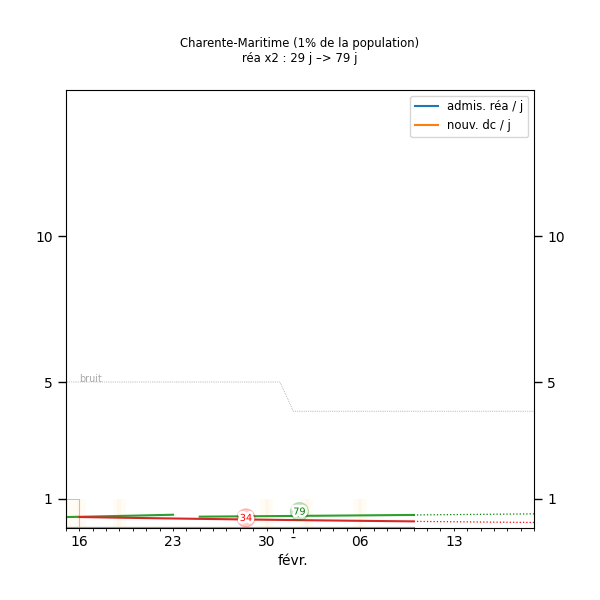 Charente-Maritime (1% de la population)
réa x2 : 29 j –> 79 j
admis. réa / j
nouv. dc / j
10 10
bruit
5 5
1 1
34 79
16 23 30 - 06 13
févr.